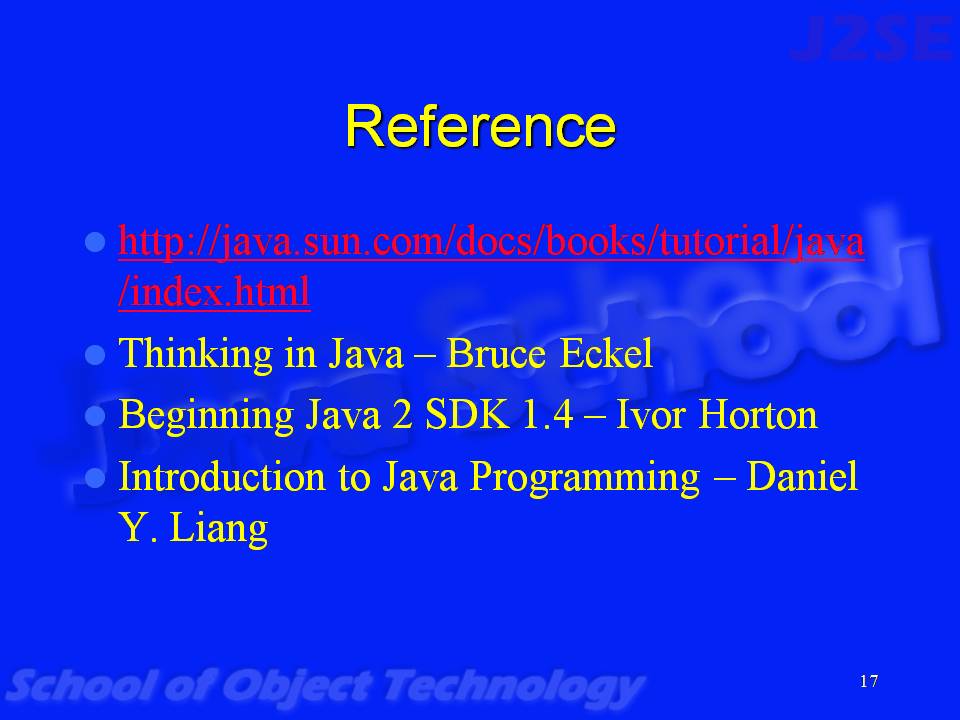 J2SE
Reference
http://java.sun.com/docs/books/tutorial/java
/index.html
Thinking in Java – Bruce Eckel
Beginning Java 2 SDK 1.4 – Ivor Horton
Introduction to Java Programming – Daniel
Y. Liang
Java School
School of Object Technology
17